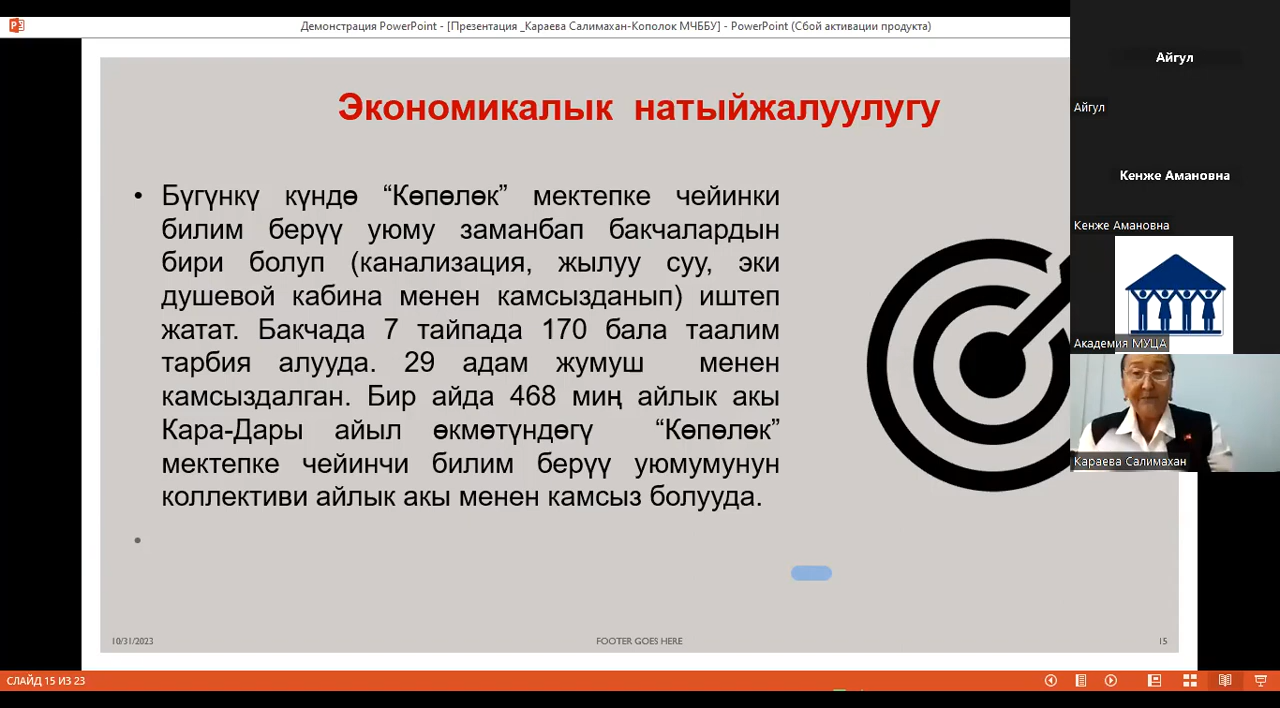 Демонстрация PowerPoint - [Презентация _Караева Салимахан-Кополок МЧББУ] - PowerPoint (Сбой активации продукта)
Экономикалык натыйжалуулугу
• Бүгүнкү күндө “Көпөлөк” мектепке чейинки
билим берүү уюму заманбап бакчалардын
бири болуп (канализация, жылуу суу, эки
душевой кабина менен камсызданып) иштеп
жатат. Бакчада 7 тайпада 170 бала таалим
тарбия алууда. 29 адам жумуш менен
камсыздалган. Бир айда 468 миң айлык акы
Кара-Дары айыл өкмөтүндөгү “Көпөлөк”
мектепке чейинчи билим берүү уюмумунун
коллективи айлык акы менен камсыз болууда.
•
10/31/2023
FOOTER GOES HERE
15
СЛАЙД 15 ИЗ 23
Айгул
Айгул
Кенже Амановна
Кенже Амановна
Академия МУЦА
Караева Салимахан